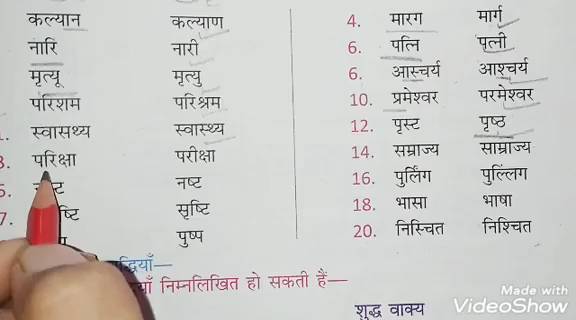 कल्यान कल्याण 4. मारग मार्ग
नारि नारी 6. पत्नि पत्नी
मृत्यू मृत्यु 6. आस्चर्य आश्चर्य
परिशम परिश्रम 10. प्रमेश्वर परमेश्वर
स्वासथ्य स्वास्थ्य 12. पृस्ट पृष्ठ
परिक्षा परीक्षा 14. सम्राज्य साम्राज्य
नष्ट 16. पुर्लिंग पुल्लिंग
सृष्टि 18. भासा भाषा
पुष्प 20. निस्चित निश्चित
निम्नलिखित हो सकती हैं—
शुद्ध वाक्य
Made with
VideoShow